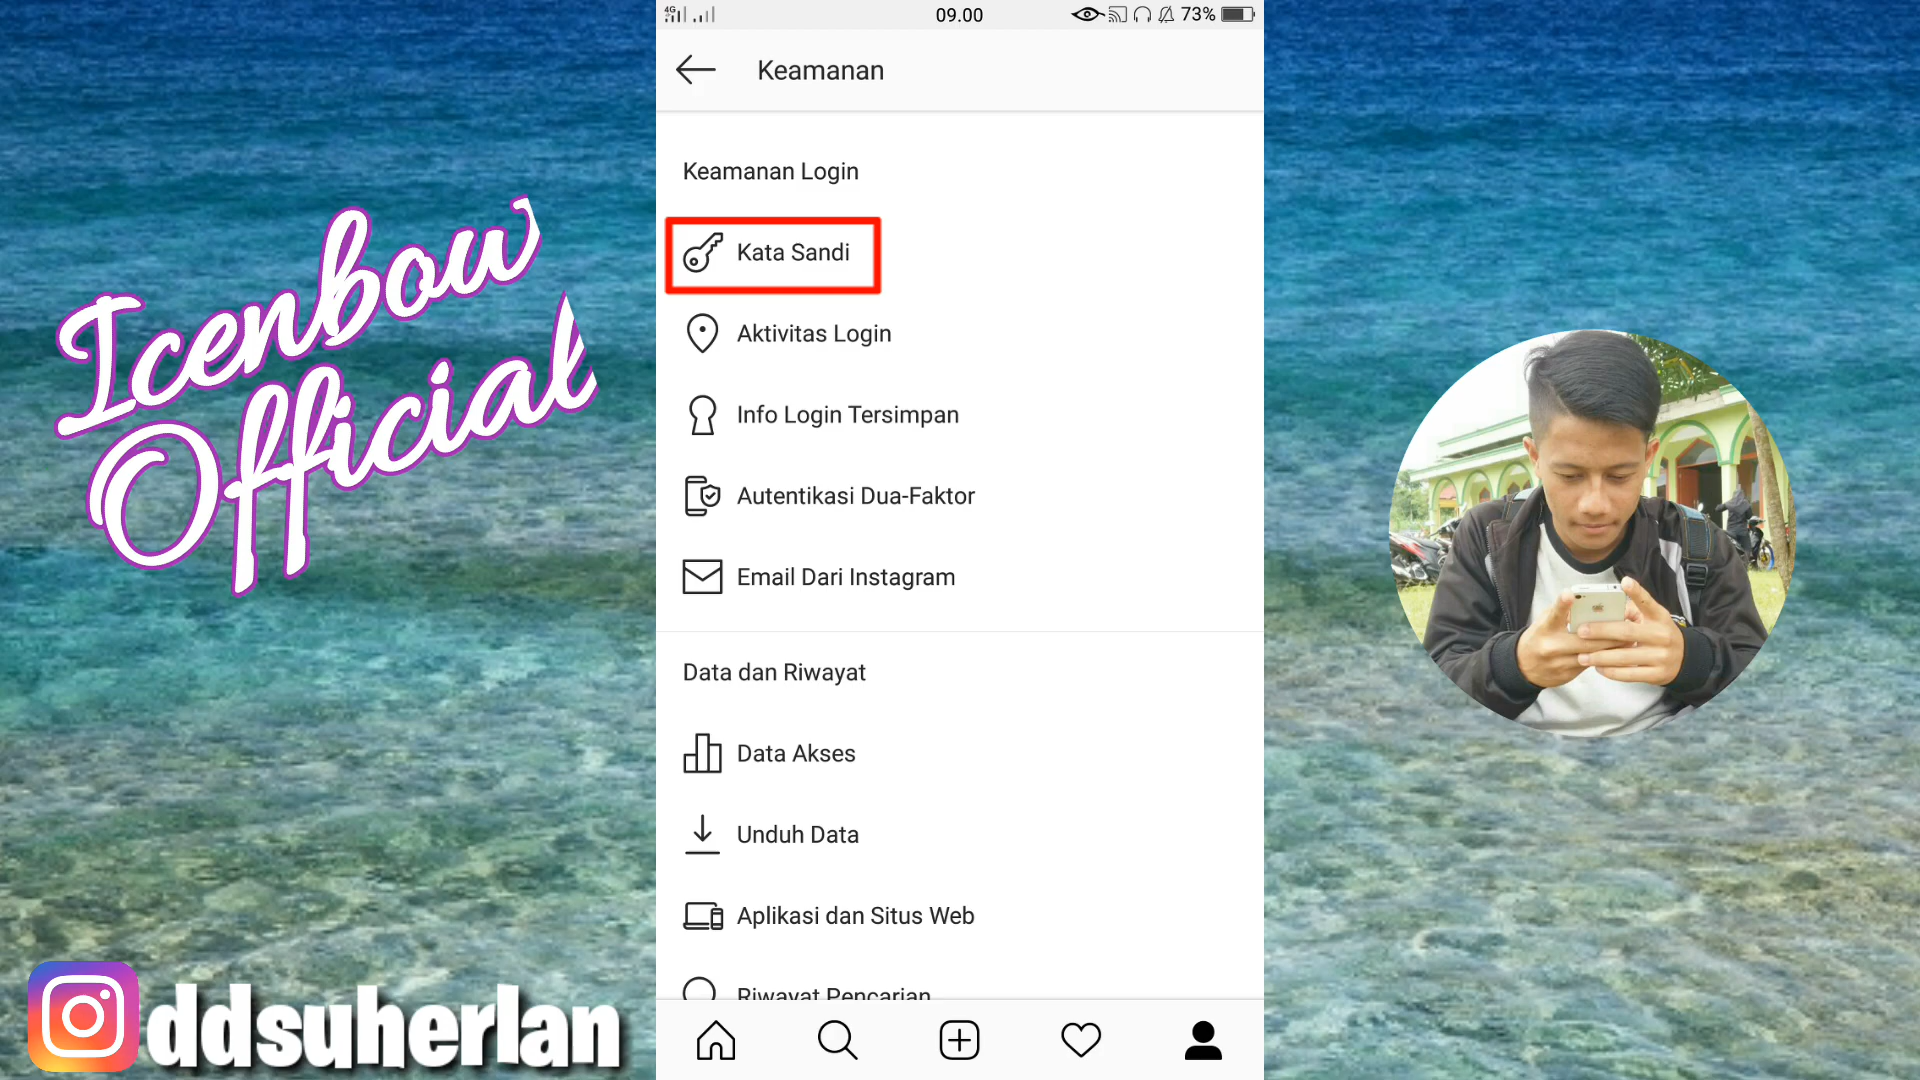 4G
09.00
73%
Keamanan
Keamanan Login
Kata Sandi
Aktivitas Login
Info Login Tersimpan
Autentikasi Dua-Faktor
Email Dari Instagram
Data dan Riwayat
Data Akses
Unduh Data
Aplikasi dan Situs Web
Riwayat Pencarian
Icenbow
Official
ddsuherlan